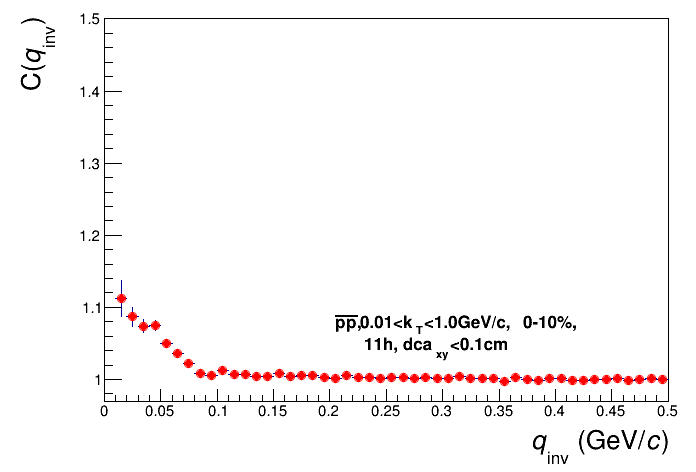 C(q_inv)
1.5
1.4
1.3
1.2
1.1
1
p̅p̅,0.01<k_T<1.0GeV/c, 0-10%,
11h, dca_xy<0.1cm
0 0.05 0.1 0.15 0.2 0.25 0.3 0.35 0.4 0.45 0.5
q_inv (GeV/c)